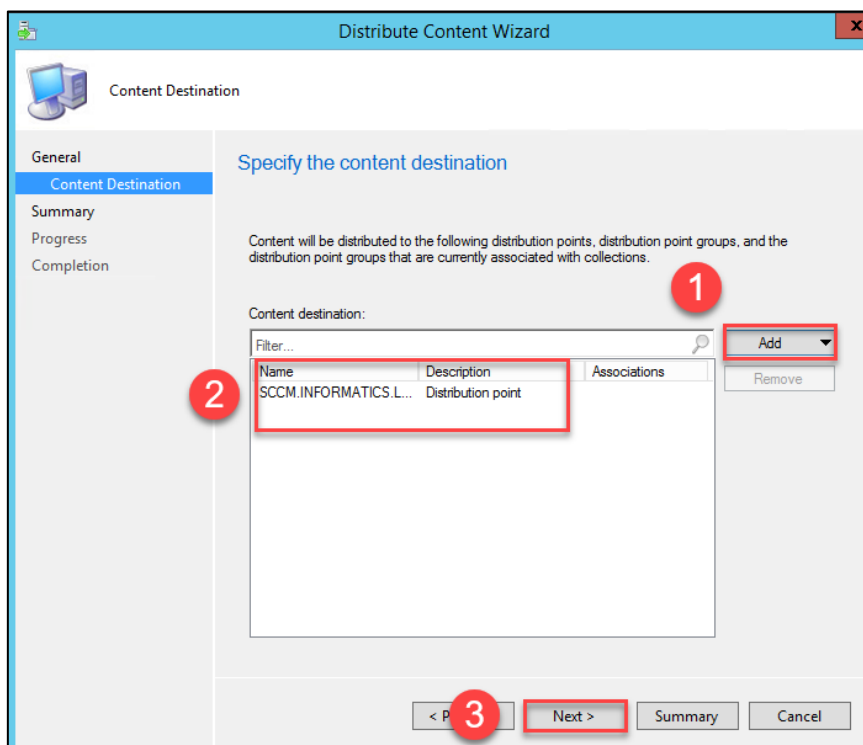 Distribute Content Wizard
x
Content Destination
General
Content Destination
Summary
Progress
Completion
Specify the content destination
Content will be distributed to the following distribution points, distribution point groups, and the
distribution point groups that are currently associated with collections.
1
Content destination:
Filter...
Add
Name Description Associations
Remove
2
SCCM.INFORMATICS.L... Distribution point
< P
3
Next >
Summary
Cancel